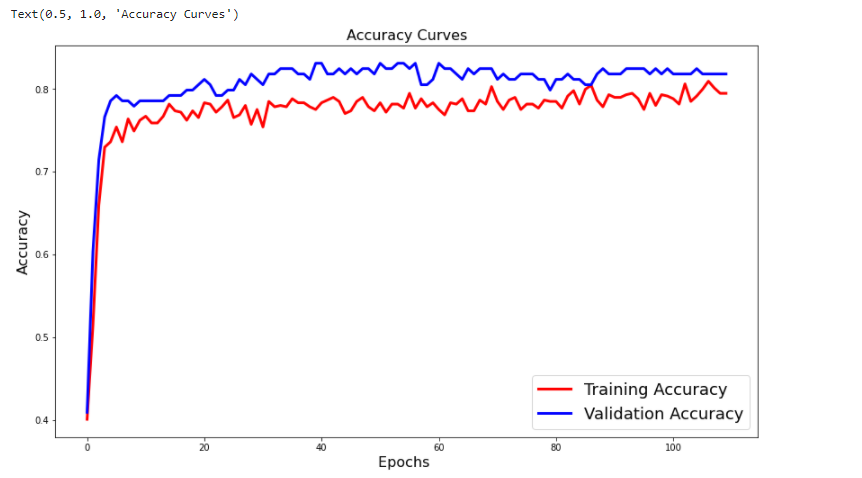 Text(0.5, 1.0, 'Accuracy Curves')
Accuracy Curves
0.8
0.7
0.6
0.5
0.4
Accuracy
0 20 40 60 80 100
Epochs
Training Accuracy
Validation Accuracy